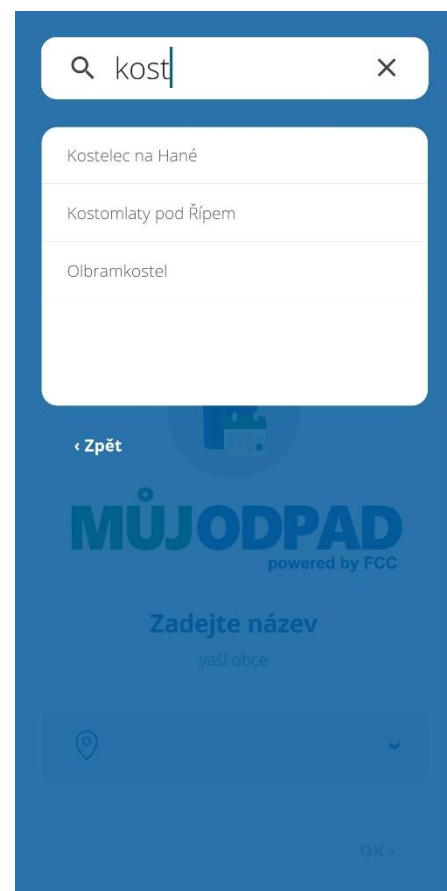 kost
Kostelec na Hané
Kostomlaty pod Řípem
Olbramkostel
‹ Zpět
MŮJODPAD
powered by FCC
Zadejte název
vaší obce
OK ›